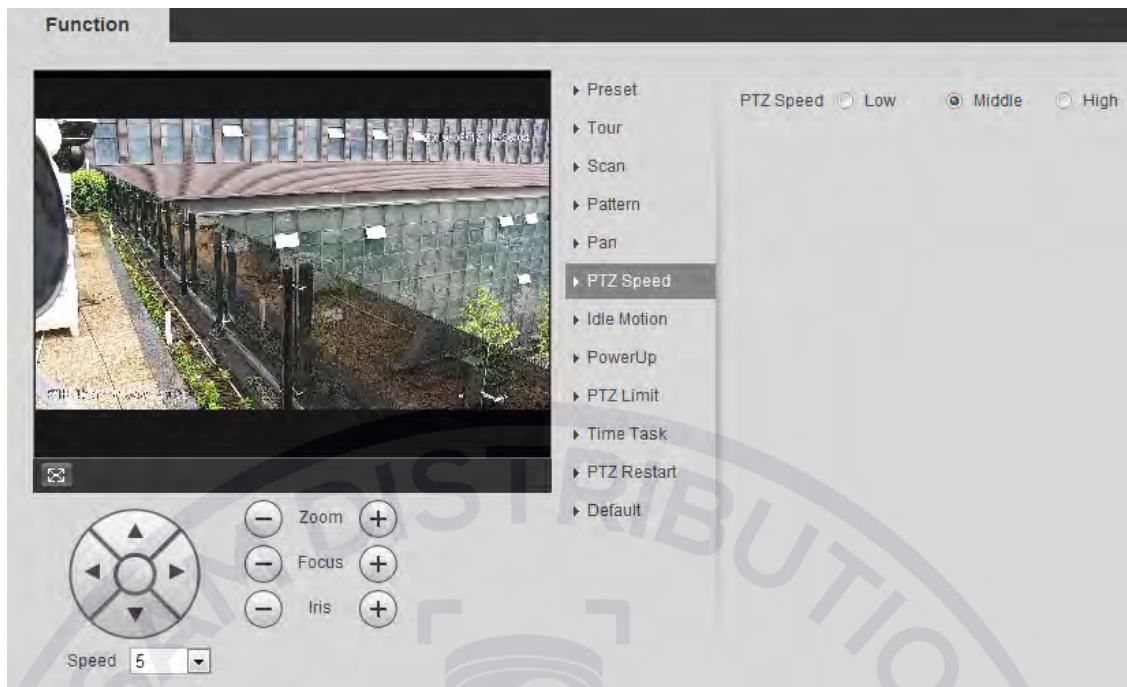 Function
Preset
Tour
Scan
Pattern
Pan
PTZ Speed
Idle Motion
PowerUp
PTZ Limit
Time Task
PTZ Restart
Default
PTZ Speed Low Middle High
Zoom
Focus
Iris
Speed 5
DISTRIBUTIO